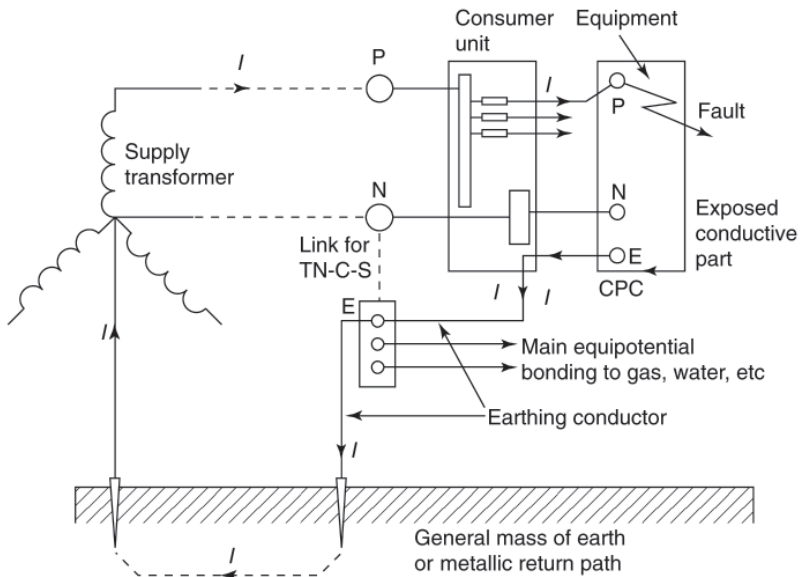 Consumer
unit
Equipment
I
P
I
P
Fault
Supply
transformer
N
N
Exposed
conductive
part
Link for
TN-C-S
E
CPC
I
I
E
I
Main equipotential
bonding to gas, water, etc
Earthing conductor
I
General mass of earth
or metallic return path
I